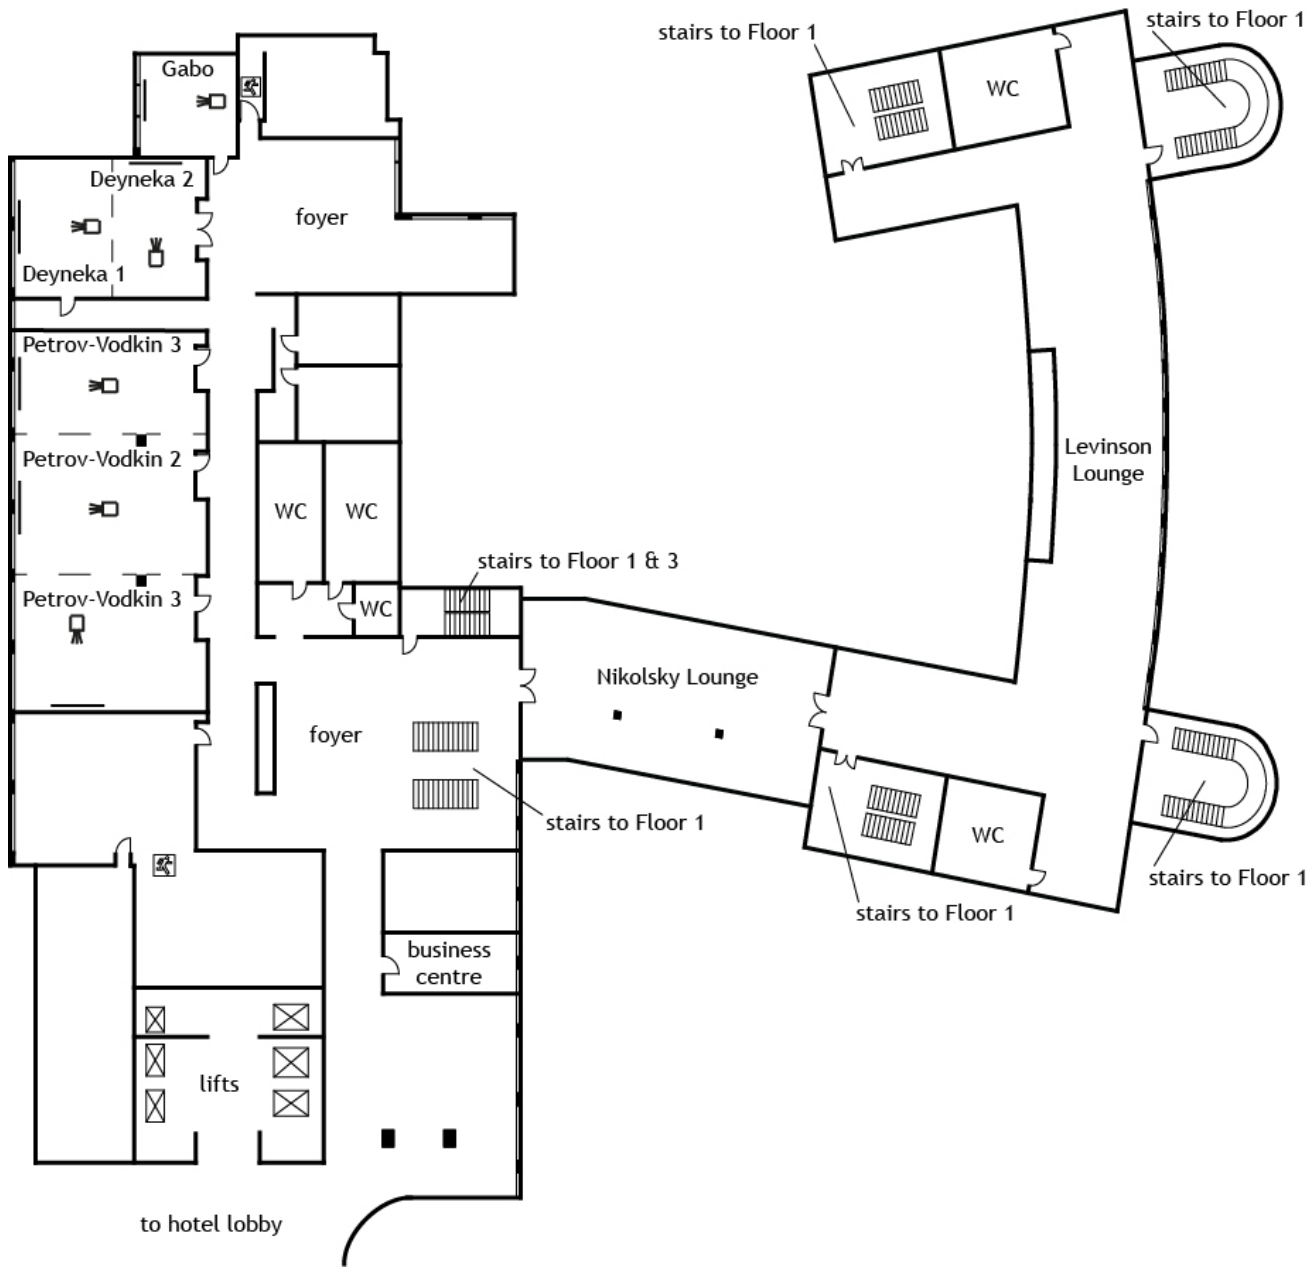 stairs to Floor 1
stairs to Floor 1
Gabo
WC
Deyneka 2
foyer
Deyneka 1
Petrov-Vodkin 3
Petrov-Vodkin 2
Levinson
Lounge
WC
WC
stairs to Floor 1 & 3
Petrov-Vodkin 3
WC
Nikolsky Lounge
foyer
stairs to Floor 1
WC
stairs to Floor 1
stairs to Floor 1
business
centre
lifts
to hotel lobby